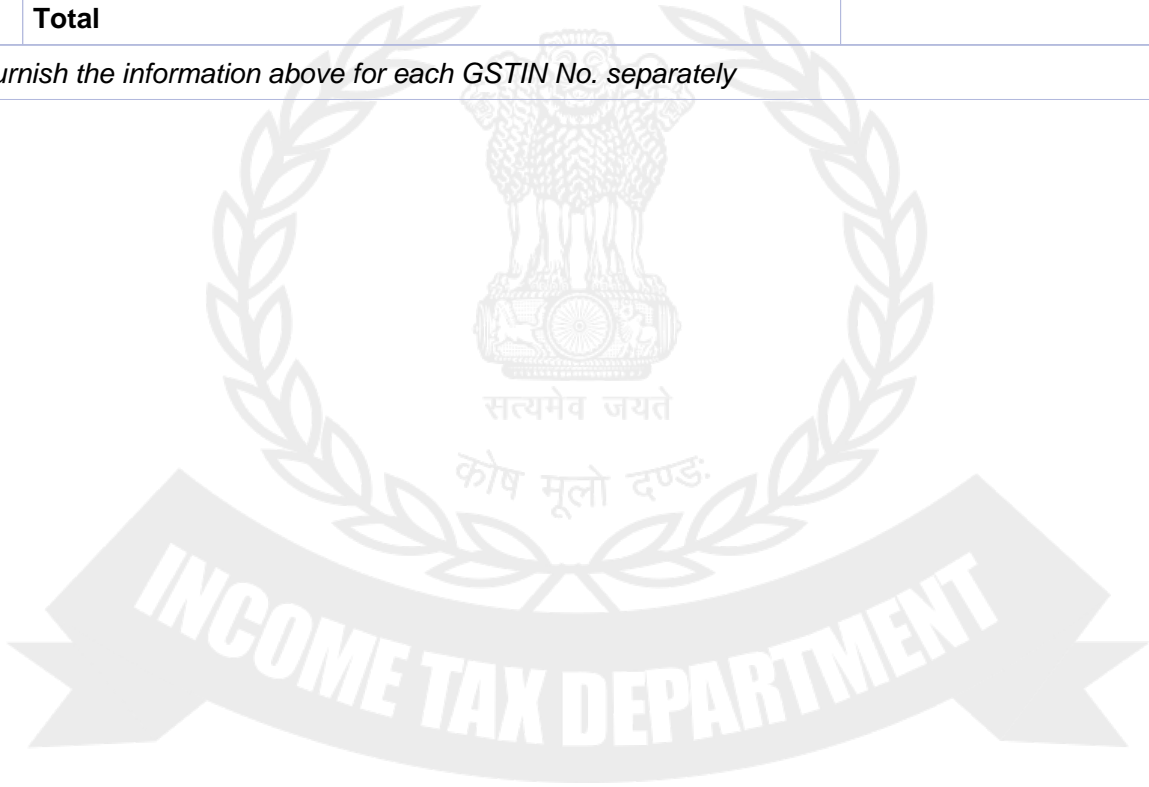 Total
urnish the information above for each GSTIN No. separately
सत्यमेव जयते
कोष मूलो दण्डः
INCOME TAX DEPARTMENT